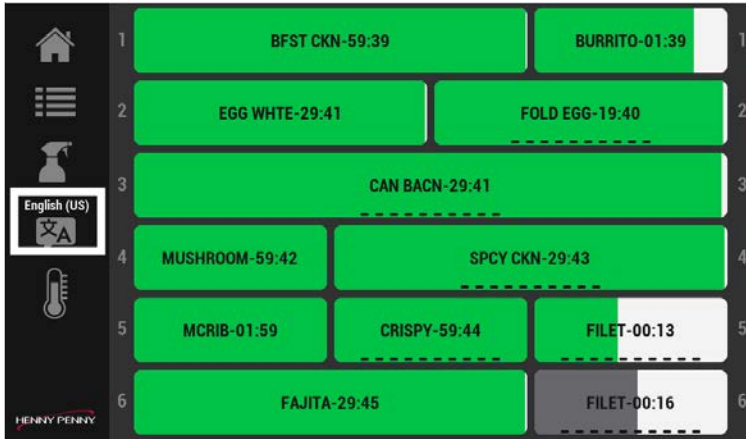 1 BFST CKN-59:39 BURRITO-01:39 1
2 EGG WHTE-29:41 FOLD EGG-19:40 2
3 CAN BACN-29:41 3
English (US)
文A
4 MUSHROOM-59:42 SPCY CKN-29:43 4
5 MCRIB-01:59 CRISPY-59:44 FILET-00:13 5
6 FAJITA-29:45 FILET-00:16 6
HENNY PENNY